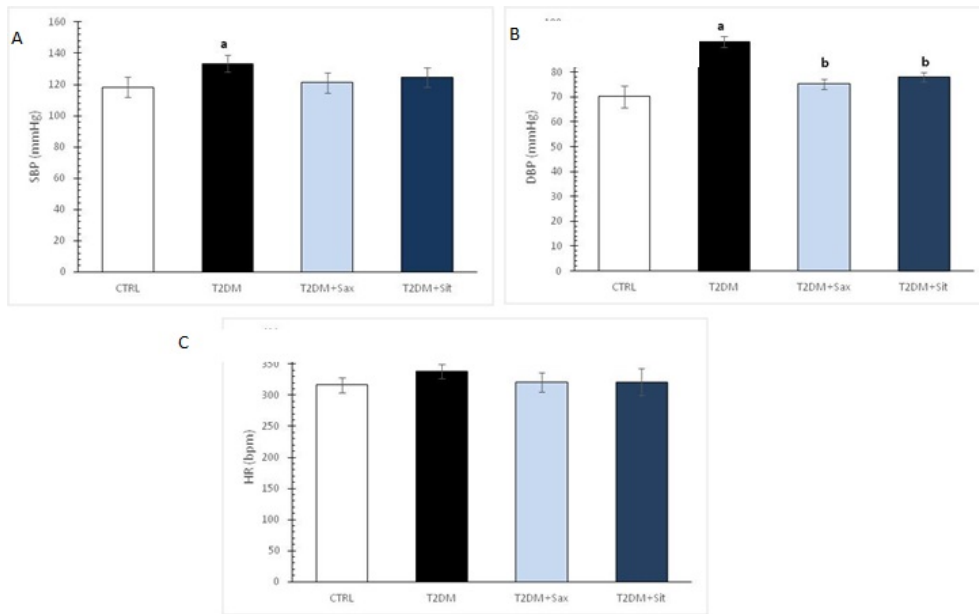 A
SBP (mmHg)
160
140
120
100
80
60
40
20
0
a
CTRL T2DM T2DM+Sax T2DM+Sit
B
DBP (mmHg)
80
70
60
50
40
30
20
10
0
a
b b
CTRL T2DM T2DM+Sax T2DM+Sit
C
HR (bpm)
350
300
250
200
150
100
50
0
CTRL T2DM T2DM+Sax T2DM+Sit